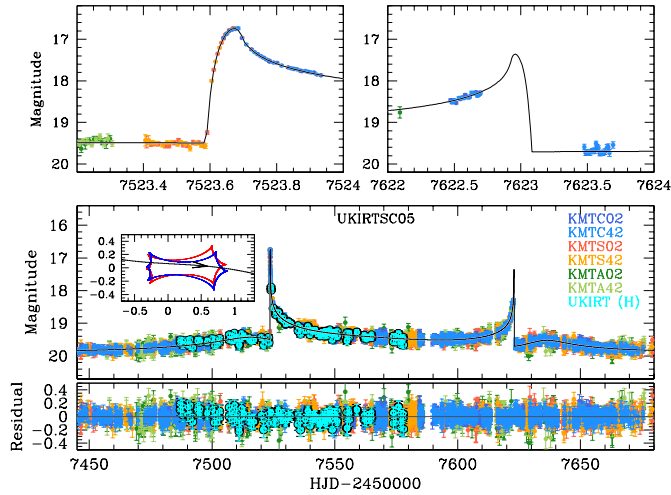 17
18
19
20
Magnitude
7523.4 7523.6 7523.8 7524
17
18
19
20
7622 7622.5 7623 7623.5 7624
16
17
18
19
20
Magnitude
UKIRTSC05
KMTC02
KMTC42
KMTS02
KMTS42
KMTA02
KMTA42
UKIRT (H)
0.4
0.2
0
−0.2
−0.4
−0.5 0 0.5 1
0.4
0.2
0
−0.2
−0.4
Residual
7450 7500 7550 7600 7650
HJD−2450000